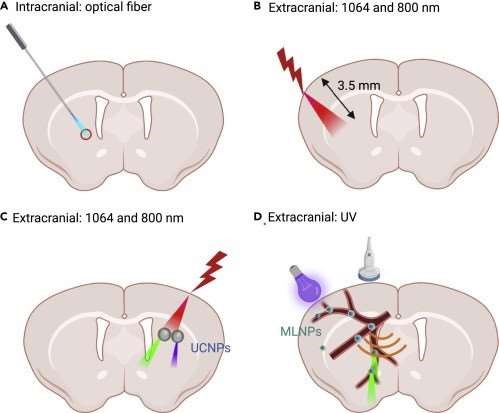 A Intracranial: optical fiber
B Extracranial: 1064 and 800 nm
3.5 mm
C Extracranial: 1064 and 800 nm
UCNPs
D Extracranial: UV
MLNPs